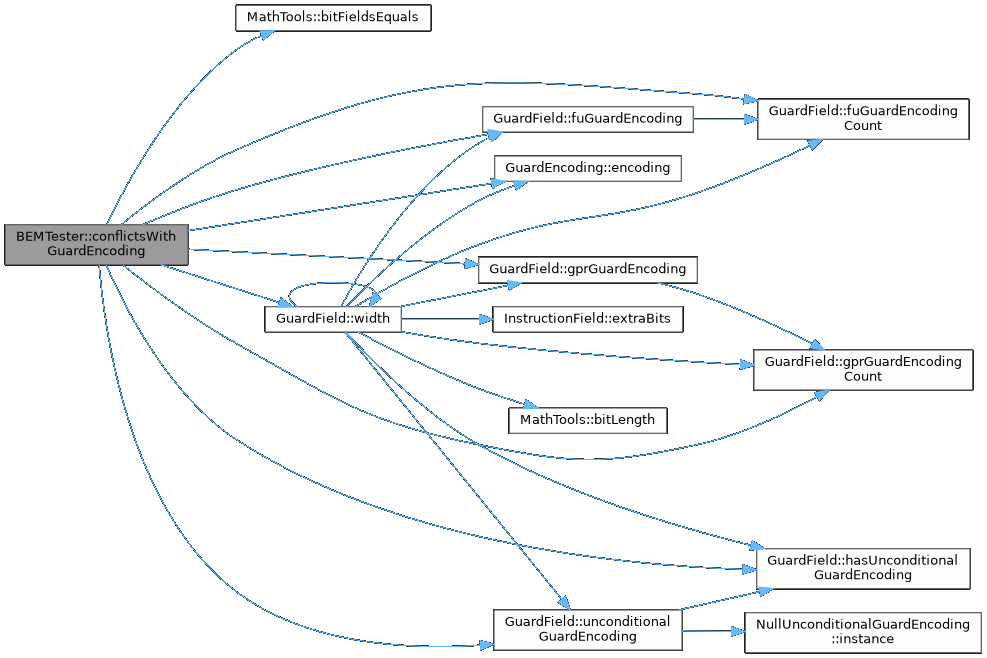 MathTools::bitFieldsEquals
GuardField::fuGuardEncoding
Count
GuardField::fuGuardEncoding
GuardEncoding::encoding
BEMTester::conflictsWith
GuardEncoding
GuardField::gprGuardEncoding
GuardField::width
InstructionField::extraBits
GuardField::gprGuardEncoding
Count
MathTools::bitLength
GuardField::hasUnconditional
GuardEncoding
GuardField::unconditional
GuardEncoding
NullUnconditionalGuardEncoding
::instance